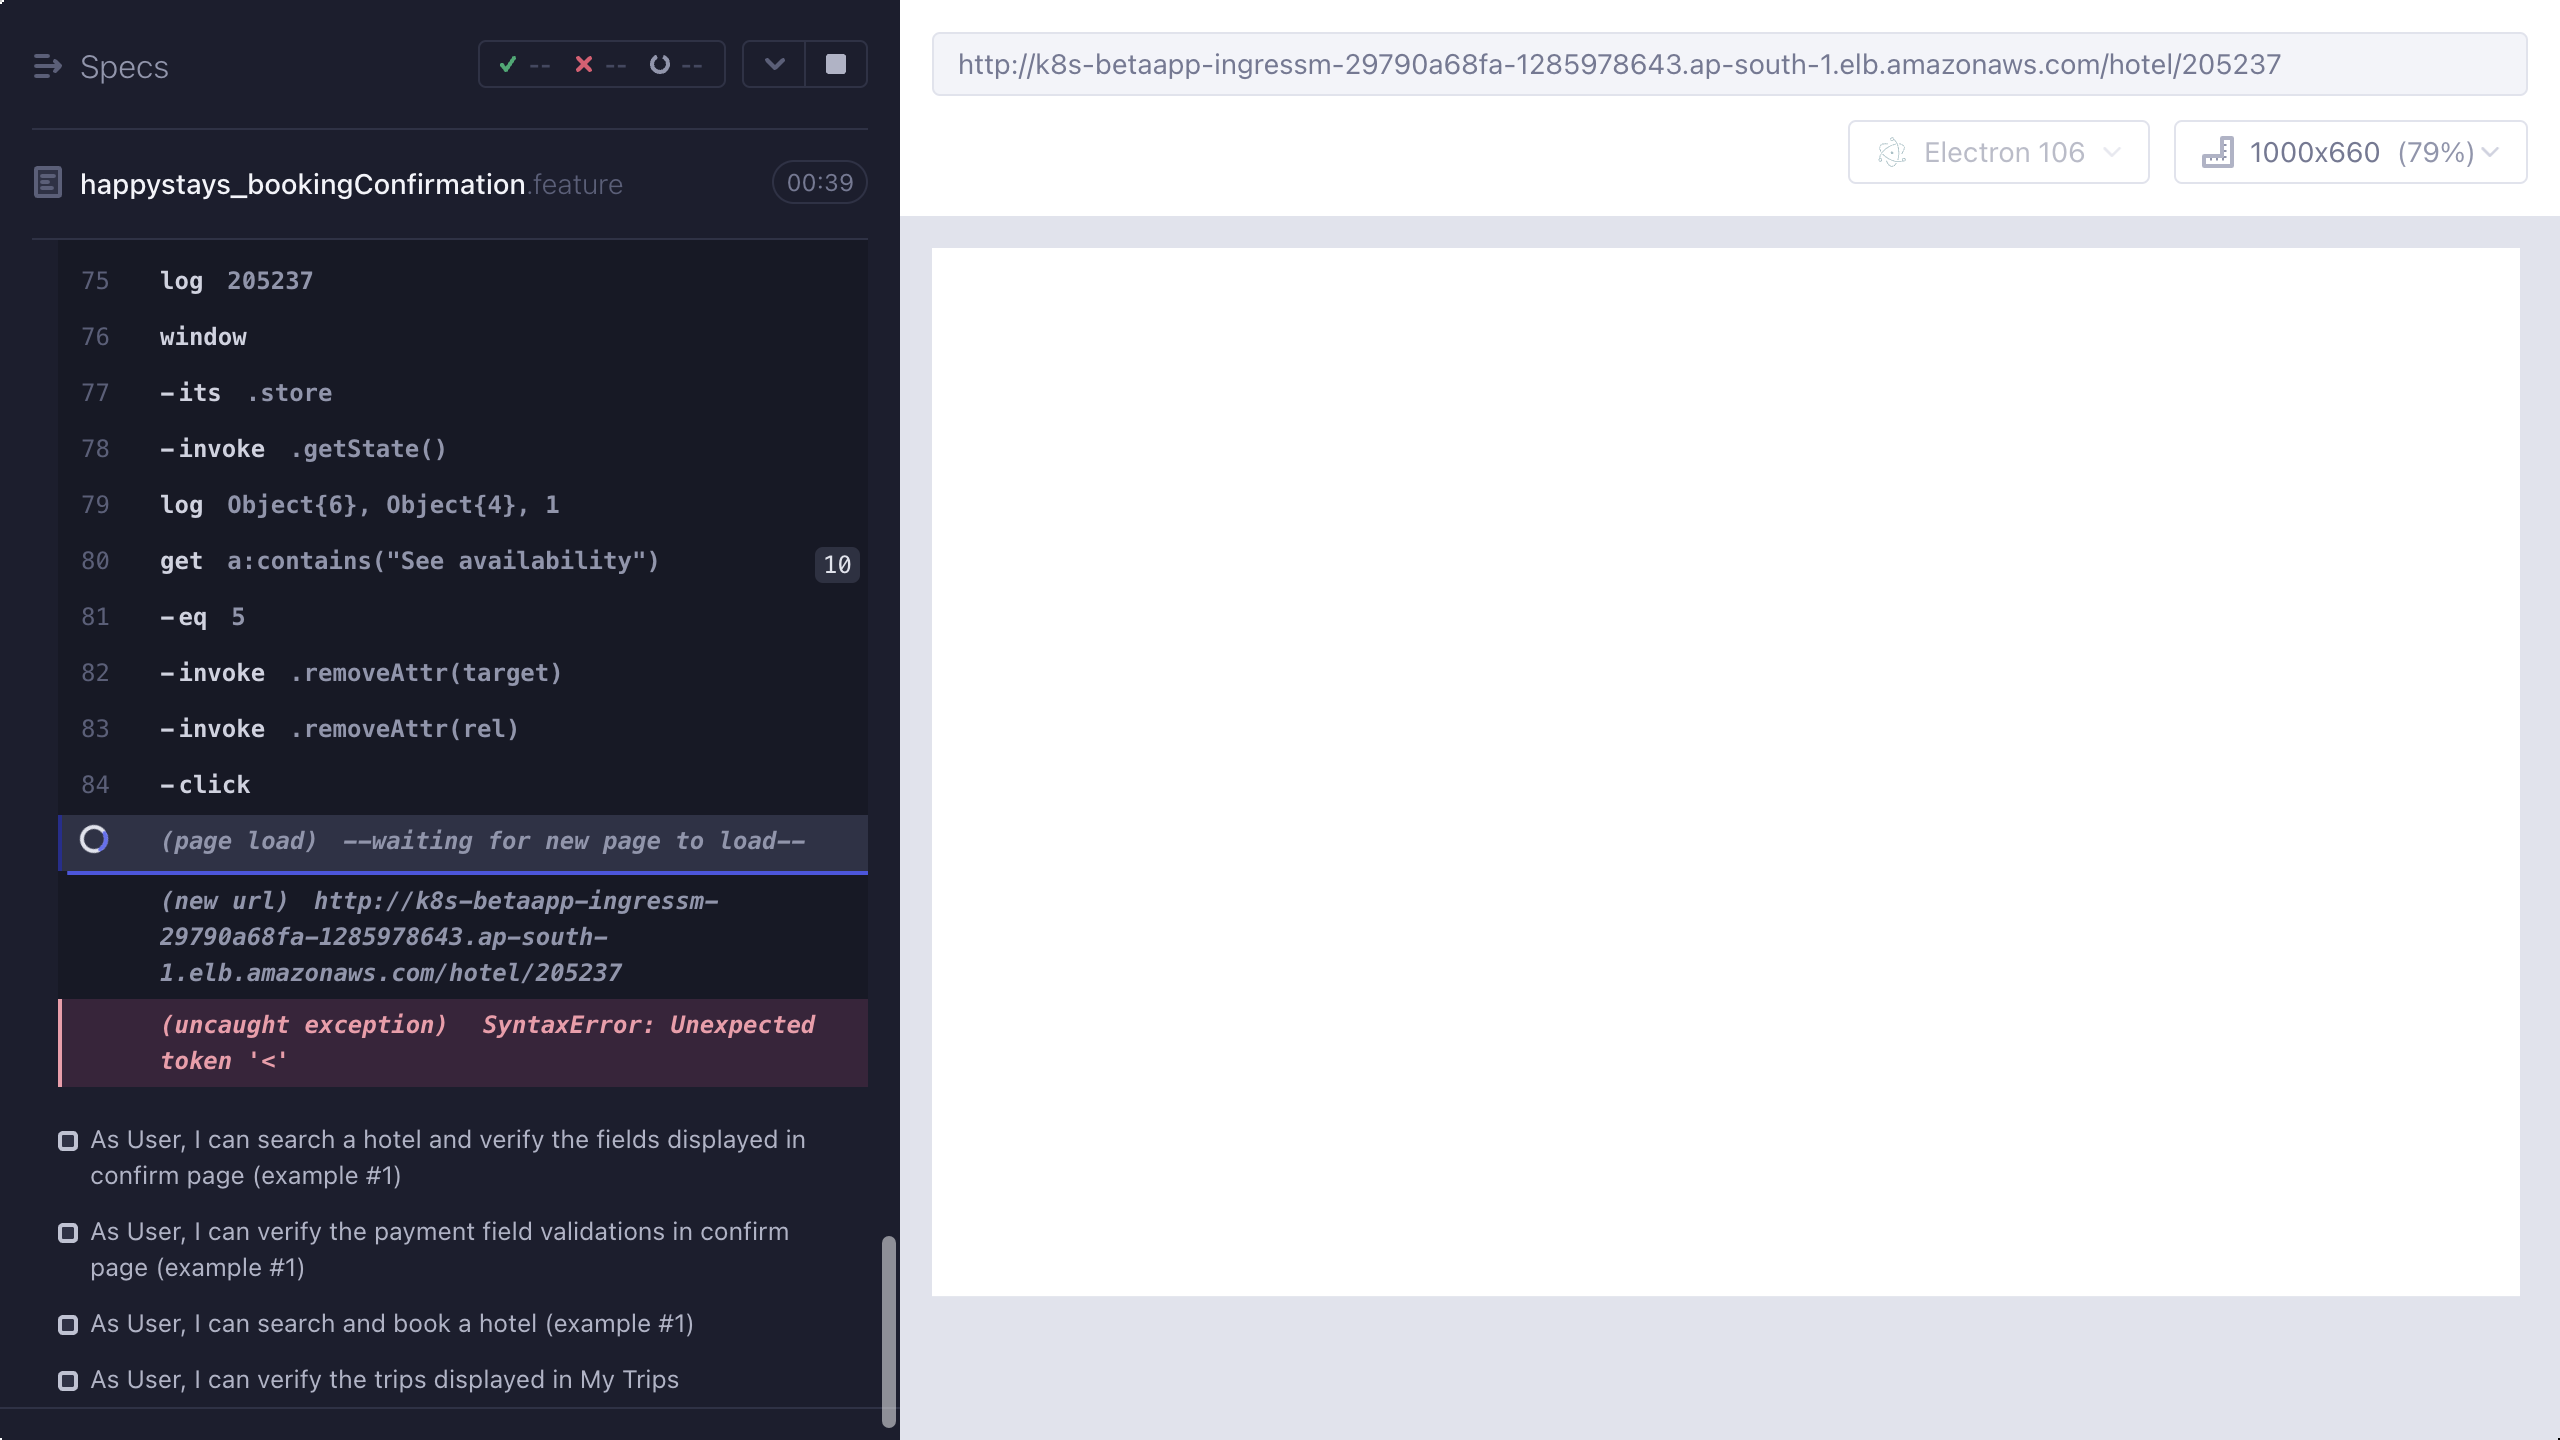 Specs
-- -- --
happystays_bookingConfirmation.feature 00:39
75 log 205237
76 window
77 -its .store
78 -invoke .getState()
79 log Object{6}, Object{4}, 1
80 get a:contains("See availability") 10
81 -eq 5
82 -invoke .removeAttr(target)
83 -invoke .removeAttr(rel)
84 -click
(page load) --waiting for new page to load--
(new url) http://k8s-betaapp-ingressm-
29790a68fa-1285978643.ap-south-
1.elb.amazonaws.com/hotel/205237
(uncaught exception) SyntaxError: Unexpected
token '<'
As User, I can search a hotel and verify the fields displayed in
confirm page (example #1)
As User, I can verify the payment field validations in confirm
page (example #1)
As User, I can search and book a hotel (example #1)
As User, I can verify the trips displayed in My Trips
http://k8s-betaapp-ingressm-29790a68fa-1285978643.ap-south-1.elb.amazonaws.com/hotel/205237
Electron 106
1000x660 (79%)